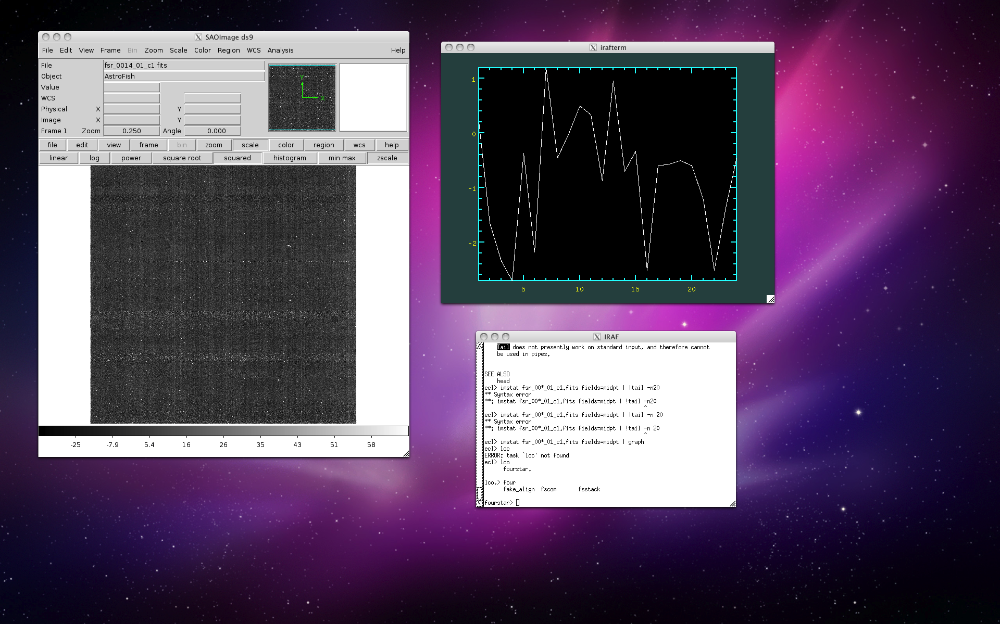 SAOImage ds9
File Edit View Frame Bin Zoom Scale Color Region WCS Analysis Help
File fsr_0014_01_c1.fits
Object AstroFish
Value
WCS
Physical X Y
Image X Y
Frame 1 Zoom 0.250 Angle 0.000
Y
X
file edit view frame bin zoom scale color region wcs help
linear log power square root squared histogram min max zscale
-25 -7.9 5.4 16 26 35 43 51 58
irafterm
1
0
-1
-2
5 10 15 20
IRAF
Tail does not presently work on standard input, and therefore cannot
be used in pipes.
SEE ALSO
head
ecl> imstat fsr_00*_01_c1.fits fields=midpt | !tail -n20
** Syntax error
**: imstat fsr_00*_01_c1.fits fields=midpt | !tail -n20
^
ecl> imstat fsr_00*_01_c1.fits fields=midpt | !tail -n 20
** Syntax error
**: imstat fsr_00*_01_c1.fits fields=midpt | !tail -n 20
^
ecl> imstat fsr_00*_01_c1.fits fields=midpt | graph
ecl> loc
ERROR: task `loc' not found
ecl> lco
fourstar.
lco,> four
fake_align fscom fsstack
fourstar>